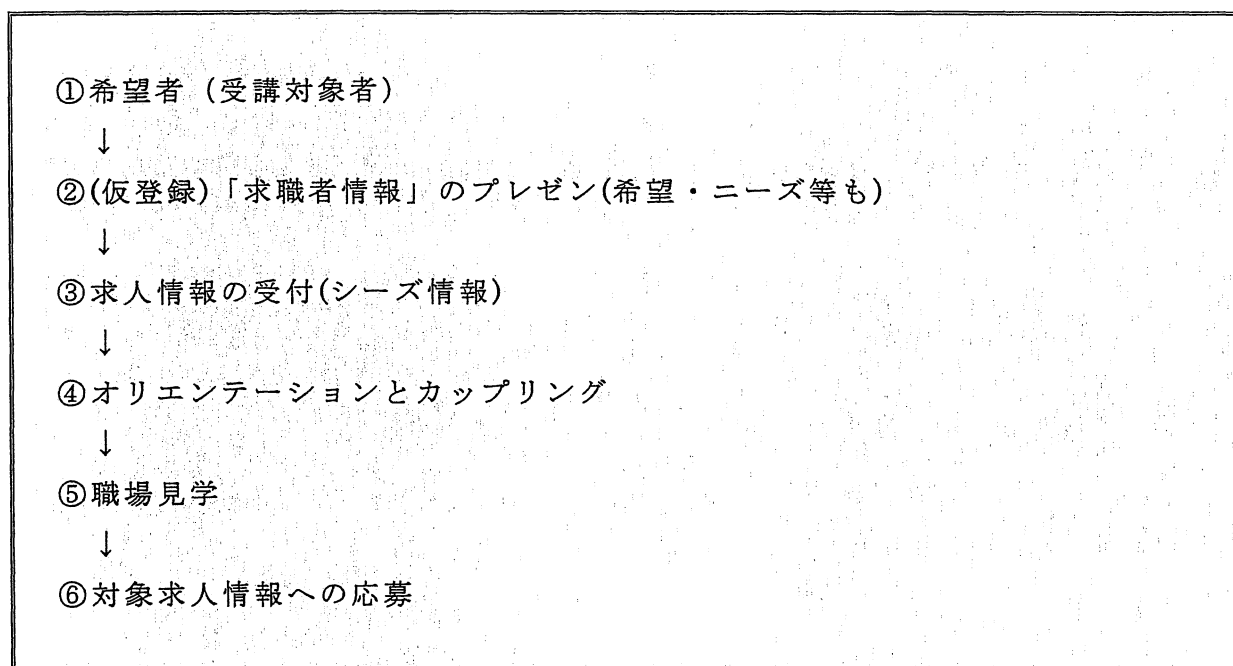 ①希望者（受講対象者）
↓
②(仮登録)「求職者情報」のプレゼン(希望・ニーズ等も)
↓
③求人情報の受付(シーズ情報)
↓
④オリエンテーションとカップリング
↓
⑤職場見学
↓
⑥対象求人情報への応募